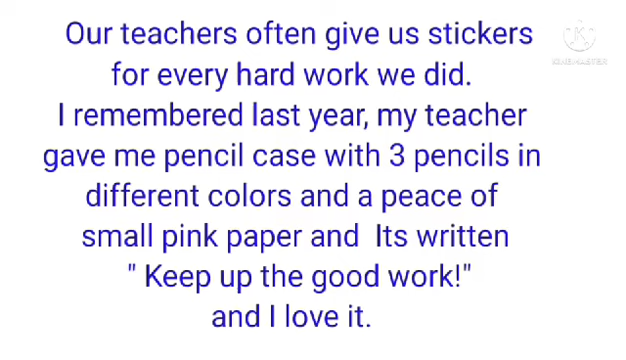 Our teachers often give us stickers
for every hard work we did.
I remembered last year, my teacher
gave me pencil case with 3 pencils in
different colors and a peace of
small pink paper and  Its written
" Keep up the good work!"
and I love it.
KINEMASTER